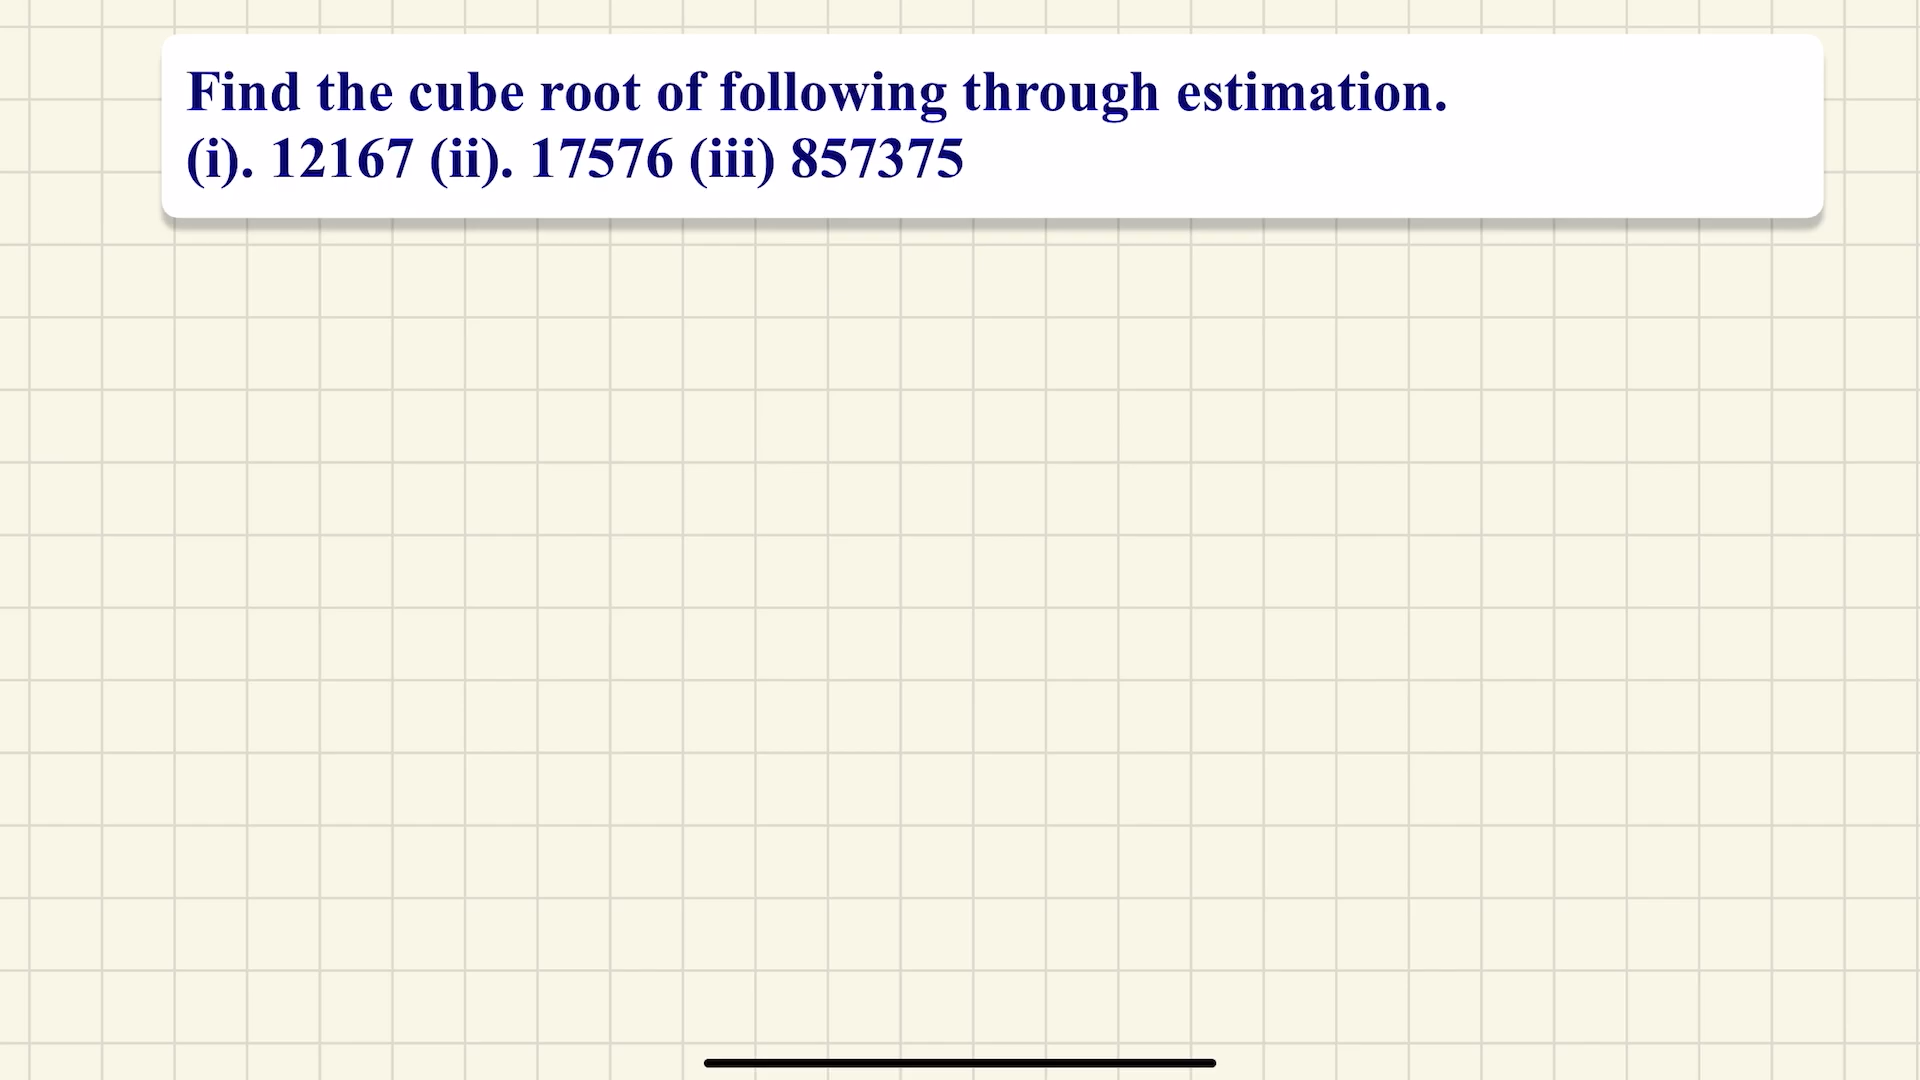 Find the cube root of following through estimation.
(i). 12167 (ii). 17576 (iii) 857375